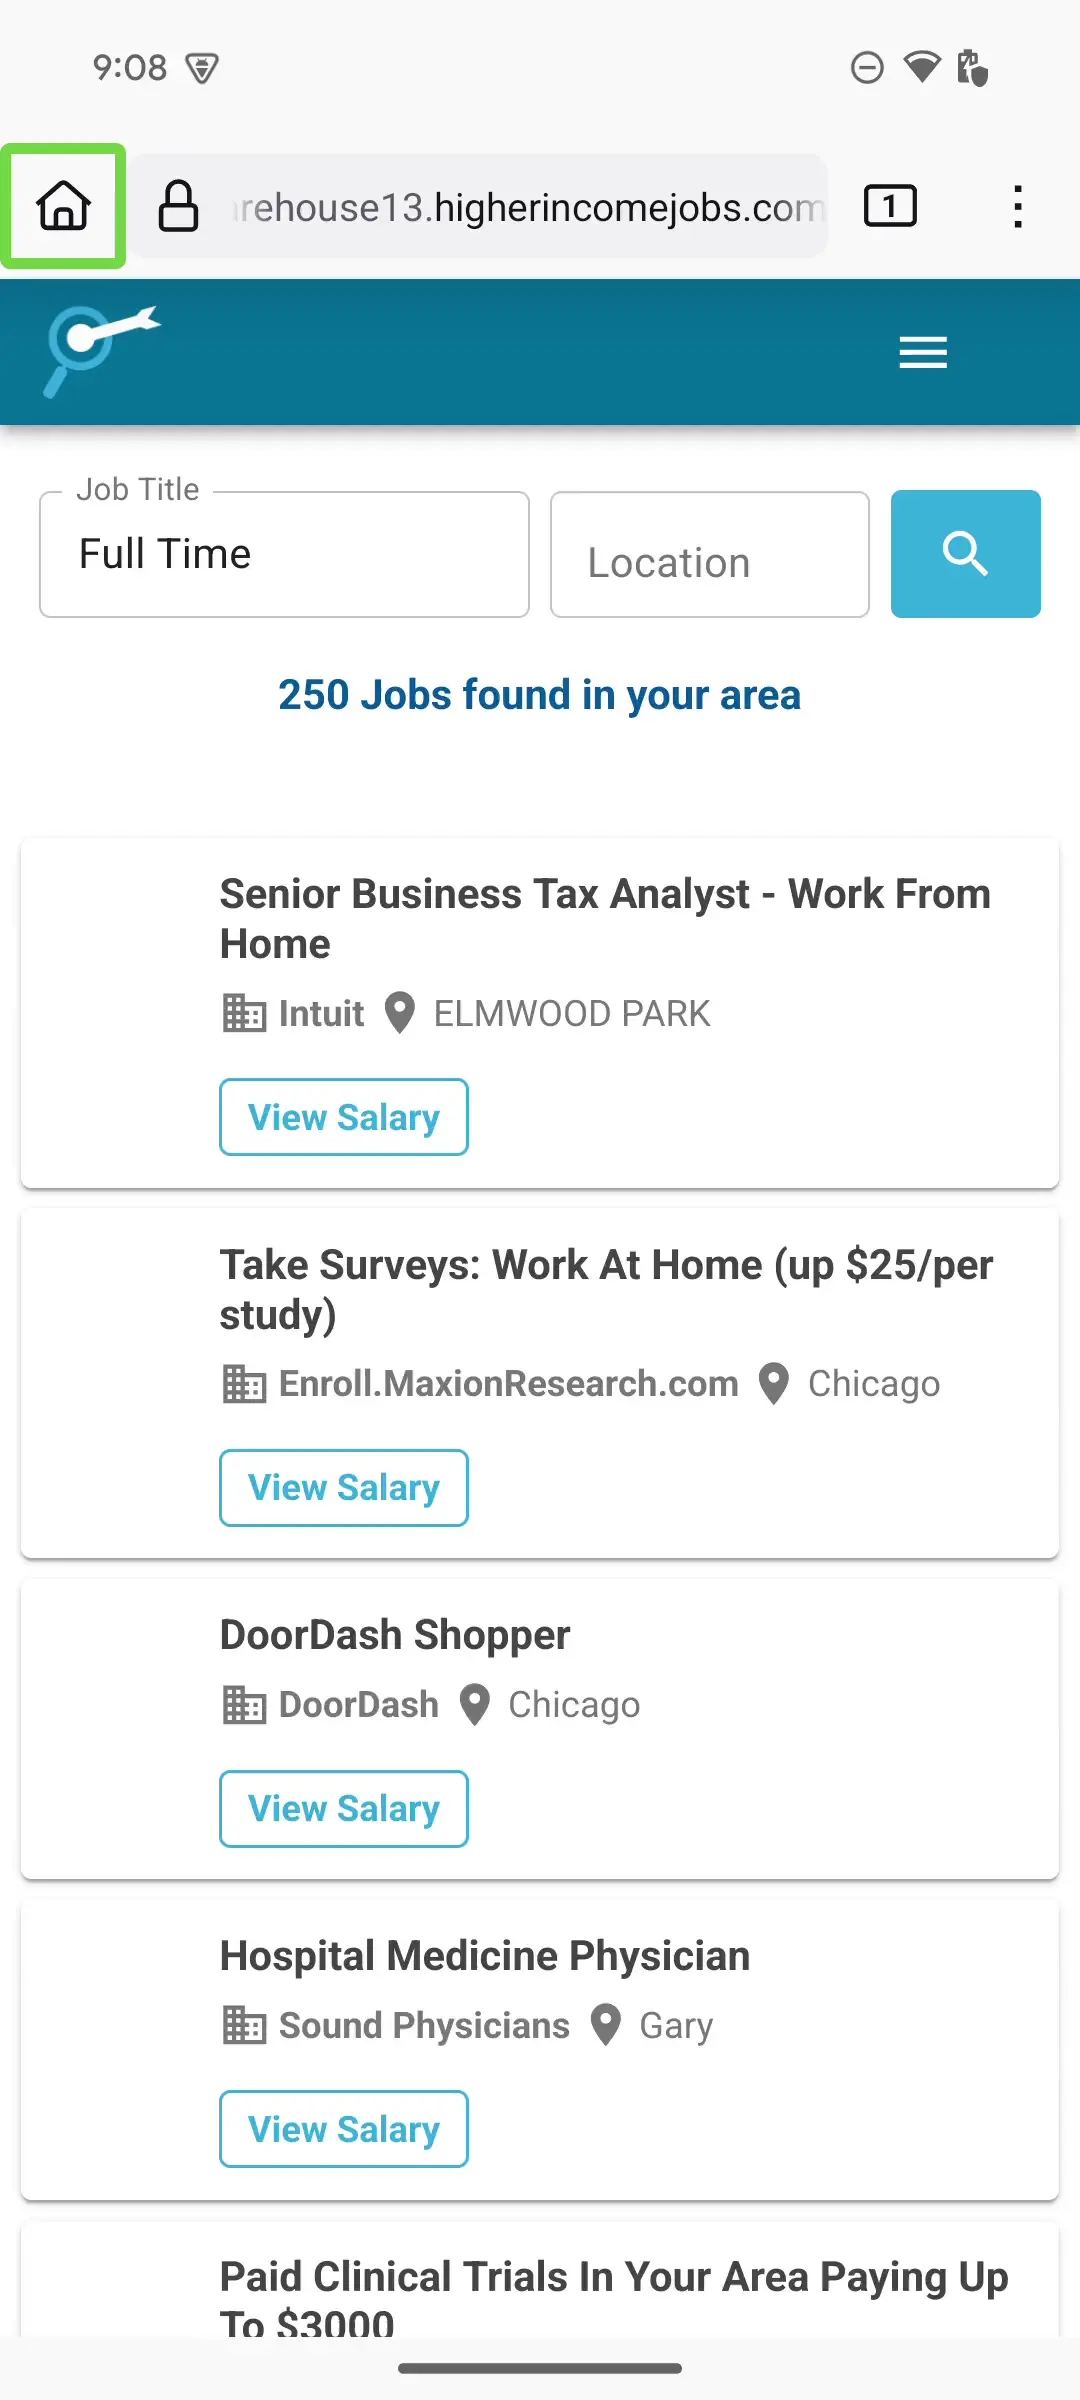 9:08
rehouse13.higherincomejobs.com
1
Job Title
Full Time
Location
250 Jobs found in your area
Senior Business Tax Analyst - Work From
Home
Intuit ELMWOOD PARK
View Salary
Take Surveys: Work At Home (up $25/per
study)
Enroll.MaxionResearch.com Chicago
View Salary
DoorDash Shopper
DoorDash Chicago
View Salary
Hospital Medicine Physician
Sound Physicians Gary
View Salary
Paid Clinical Trials In Your Area Paying Up
To $3000